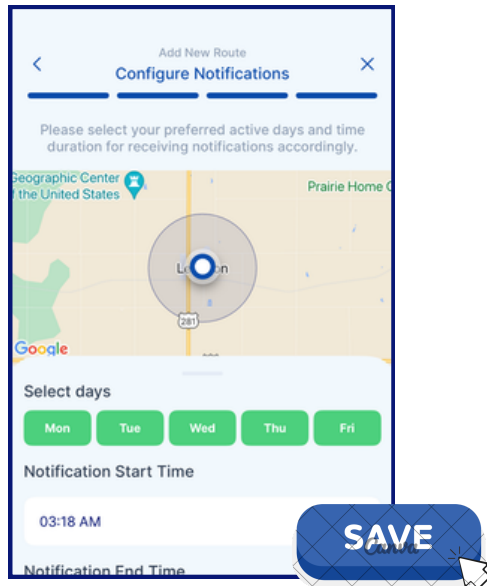 Add New Route
Configure Notifications
Please select your preferred active days and time
duration for receiving notifications accordingly.
Geographic Center
the United States
Prairie Home
281
Google
Select days
Mon Tue Wed Thu Fri
Notification Start Time
03:18 AM
SAVE
Canva
Notification End Time